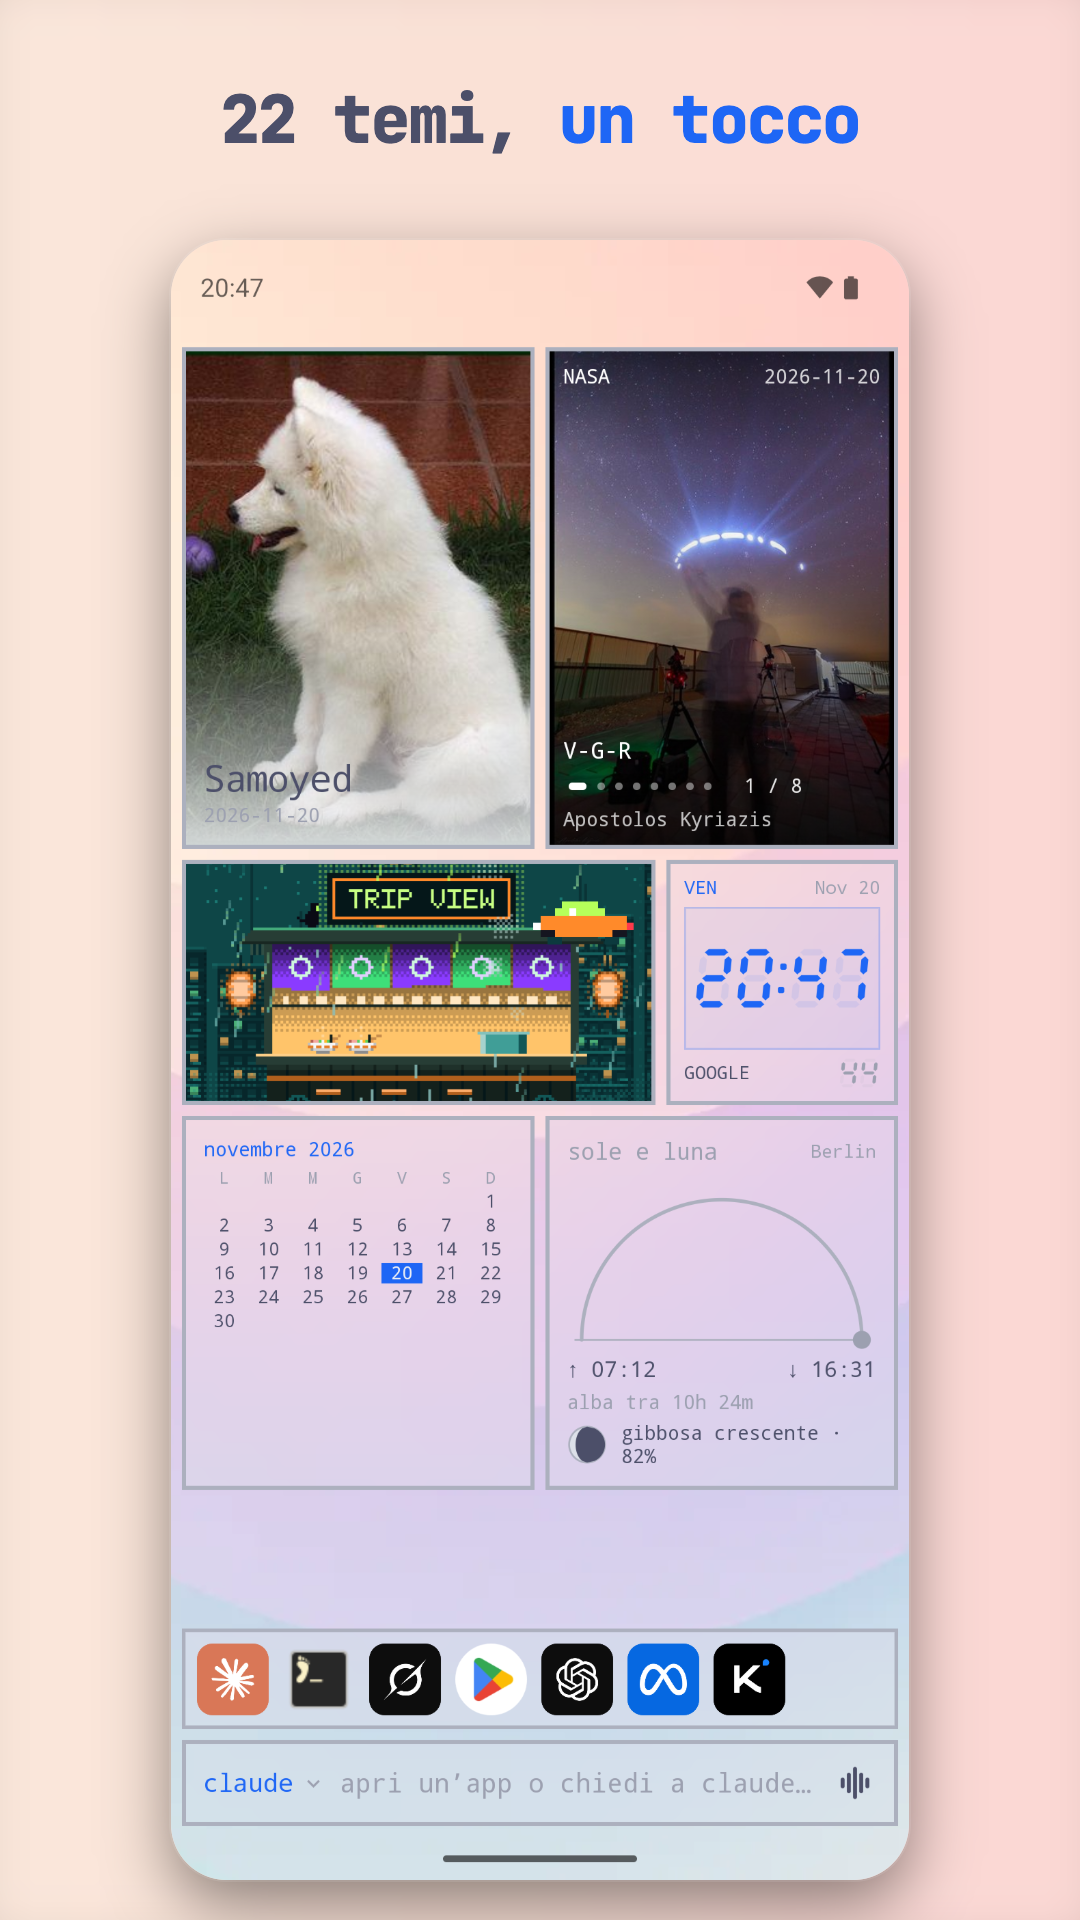 22 temi, un tocco
20:47
NASA 2026-11-20
V-G-R
1 / 8
Apostolos Kyriazis
Samoyed
2026-11-20
TRIP VIEW
VEN Nov 20
20:47
GOOGLE 44
novembre 2026
L M M G V S D
1
2 3 4 5 6 7 8
9 10 11 12 13 14 15
16 17 18 19 20 21 22
23 24 25 26 27 28 29
30
sole e luna Berlin
↑ 07:12 ↓ 16:31
alba tra 10h 24m
gibbosa crescente ·
82%
claude apri un’app o chiedi a claude…